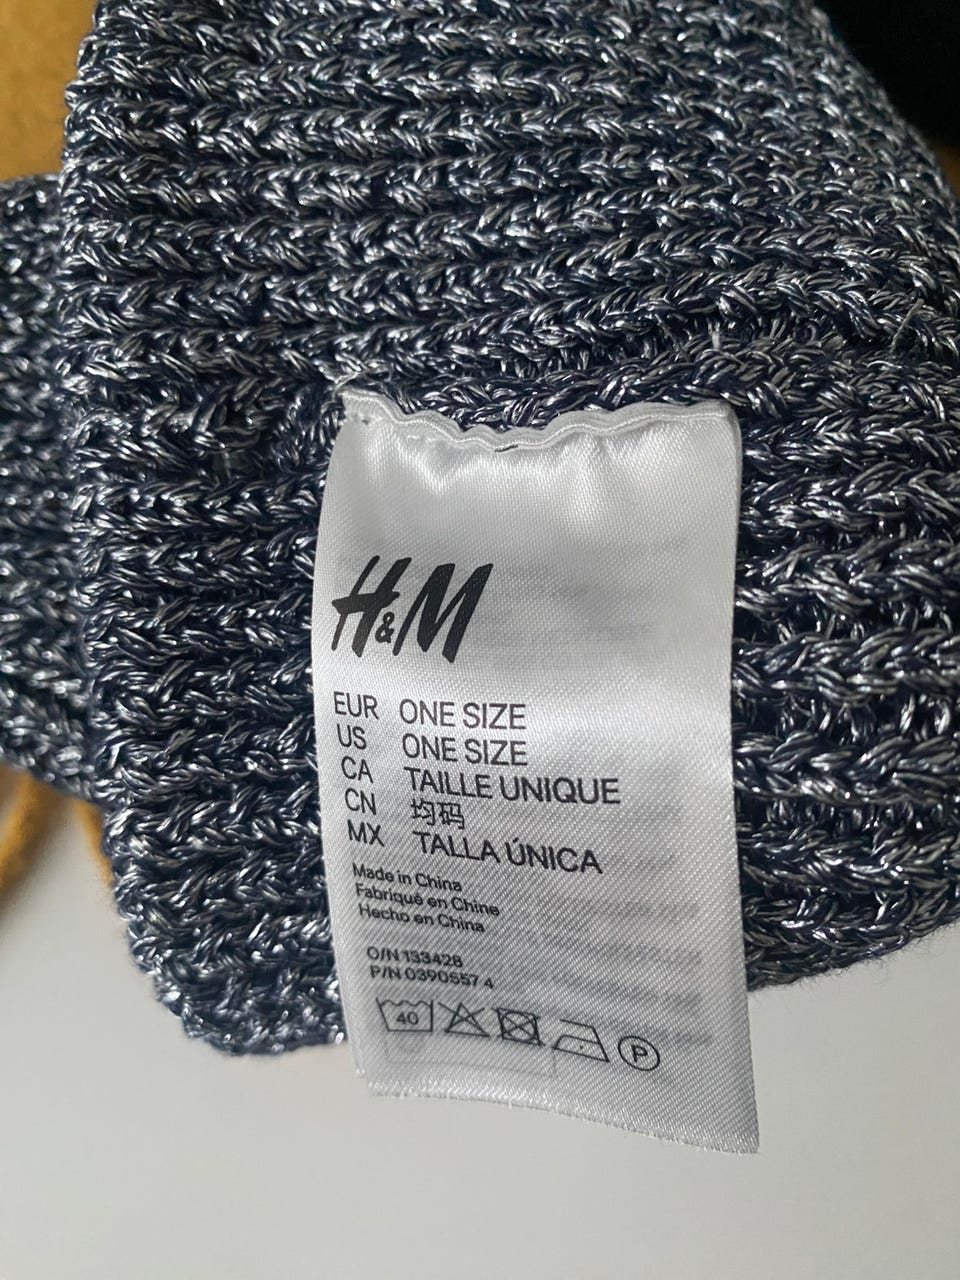 H&M
EUR ONE SIZE
US ONE SIZE
CA TAILLE UNIQUE
CN 均码
MX TALLA ÚNICA
Made in China
Fabriqué en Chine
Hecho en China
O/N 133428
P/N 0390557 4
40
P